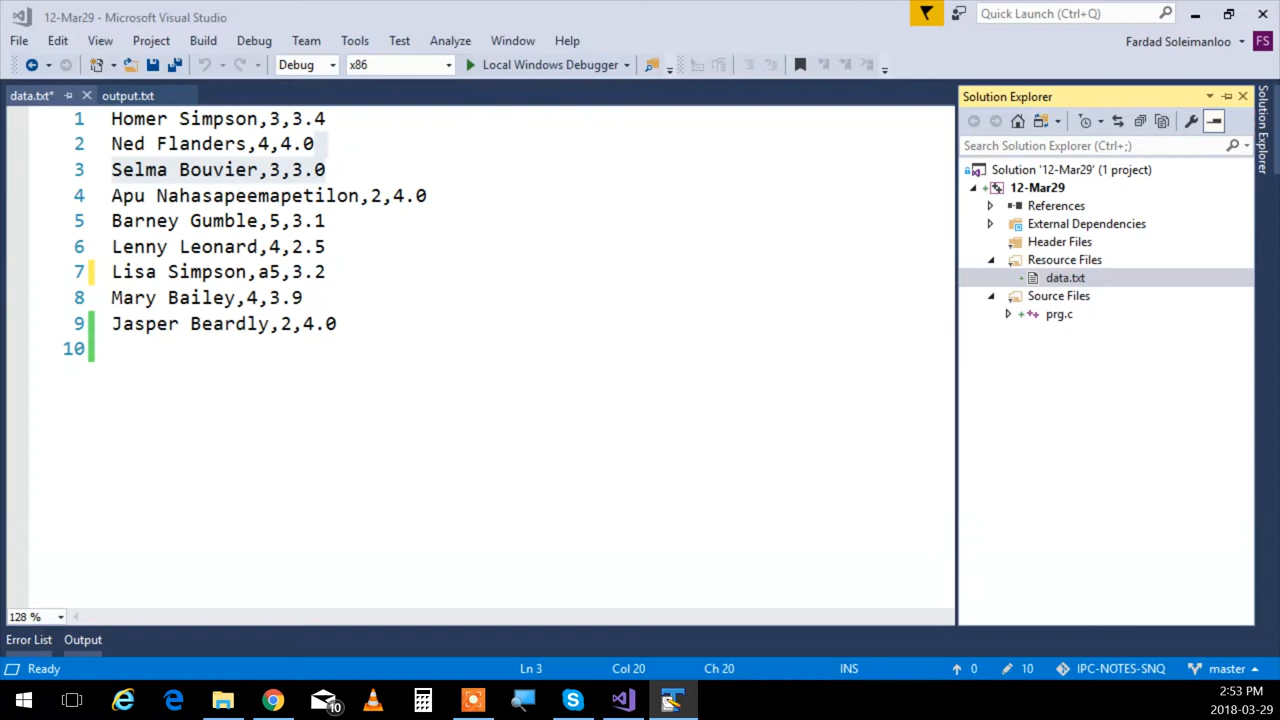 12-Mar29 - Microsoft Visual Studio
Quick Launch (Ctrl+Q)
File Edit View Project Build Debug Team Tools Test Analyze Window Help
Fardad Soleimanloo FS
Debug x86 Local Windows Debugger
data.txt* output.txt
1 Homer Simpson,3,3.4
2 Ned Flanders,4,4.0
3 Selma Bouvier,3,3.0
4 Apu Nahasapeemapetilon,2,4.0
5 Barney Gumble,5,3.1
6 Lenny Leonard,4,2.5
7 Lisa Simpson,a5,3.2
8 Mary Bailey,4,3.9
9 Jasper Beardly,2,4.0
10
128 %
Solution Explorer
Search Solution Explorer (Ctrl+;)
Solution '12-Mar29' (1 project)
12-Mar29
References
External Dependencies
Header Files
Resource Files
data.txt
Source Files
prg.c
Solution Explorer
Error List Output
Ready Ln 3 Col 20 Ch 20 INS 0 10 IPC-NOTES-SNQ master
10
2:53 PM
2018-03-29